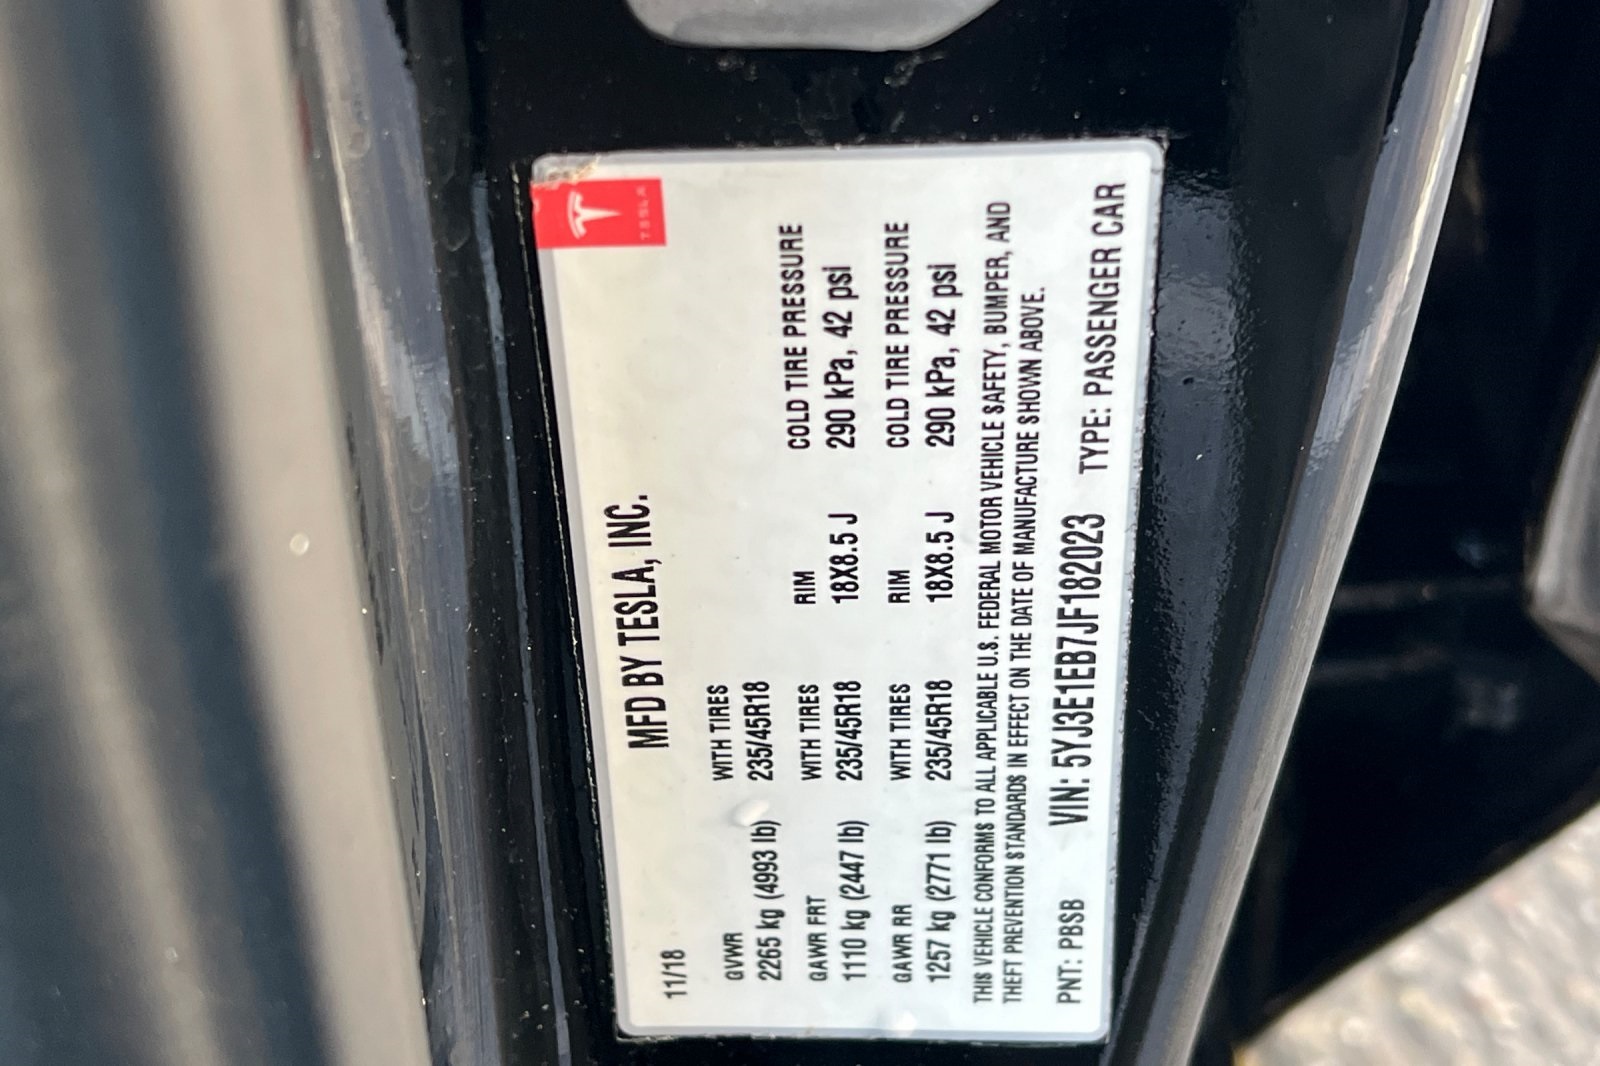 TESLA
11/18 MFD BY TESLA, INC.
GVWR WITH TIRES
2265 kg (4993 lb) 235/45R18
GAWR FRT WITH TIRES RIM COLD TIRE PRESSURE
1110 kg (2447 lb) 235/45R18 18X8.5 J 290 kPa, 42 psi
GAWR RR WITH TIRES RIM COLD TIRE PRESSURE
1257 kg (2771 lb) 235/45R18 18X8.5 J 290 kPa, 42 psi
THIS VEHICLE CONFORMS TO ALL APPLICABLE U.S. FEDERAL MOTOR VEHICLE SAFETY, BUMPER, AND
THEFT PREVENTION STANDARDS IN EFFECT ON THE DATE OF MANUFACTURE SHOWN ABOVE.
PNT: PBSB VIN: 5YJ3E1EB7JF182023 TYPE: PASSENGER CAR